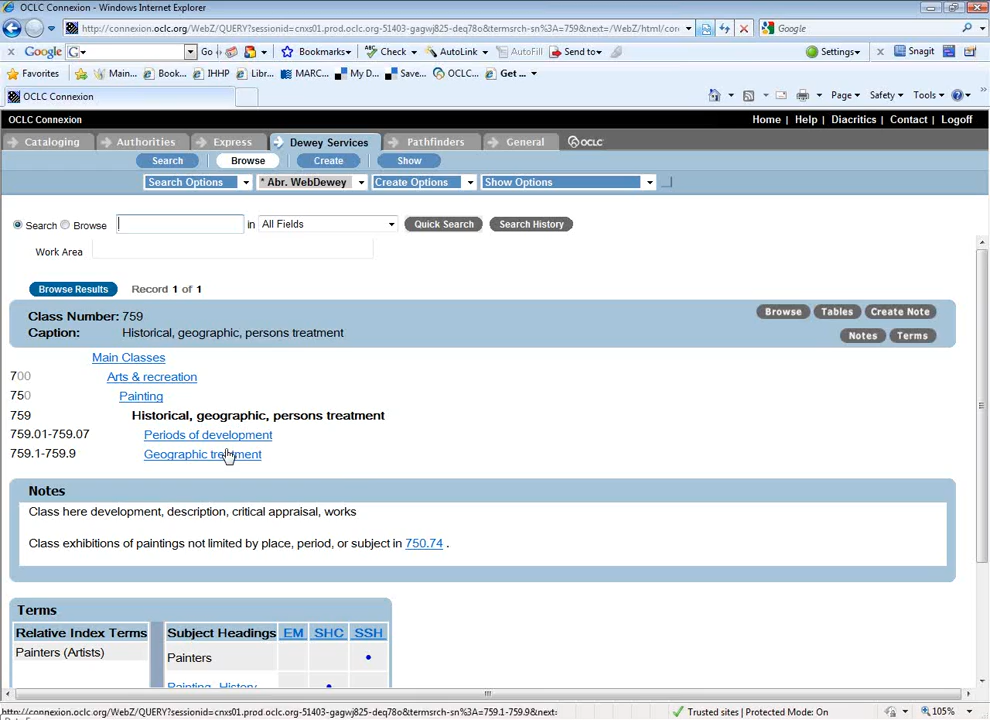 OCLC Connexion - Windows Internet Explorer
http://connexion.oclc.org/WebZ/QUERY?sessionid=cnxs01.prod.oclc.org-51403-gagwj825-deq78o&termsrch-sn%3A=759&next=/WebZ/html/cor
Google
Google Go Bookmarks Check AutoLink AutoFill Send to Settings Snagit
Favorites Main... Book... IHHP Libr... MARC... My D... Save... OCLC... Get ...
OCLC Connexion Page Safety Tools
OCLC Connexion Home Help Diacritics Contact Logoff
Cataloging Authorities Express Dewey Services Pathfinders General OCLC
Search Browse Create Show
Search Options * Abr. WebDewey Create Options Show Options
Search Browse in All Fields Quick Search Search History
Work Area
Browse Results Record 1 of 1
Class Number: 759 Browse Tables Create Note
Caption: Historical, geographic, persons treatment Notes Terms
Main Classes
700 Arts & recreation
750 Painting
759 Historical, geographic, persons treatment
759.01-759.07 Periods of development
759.1-759.9 Geographic treatment
Notes
Class here development, description, critical appraisal, works
Class exhibitions of paintings not limited by place, period, or subject in 750.74 .
Terms
Relative Index Terms Subject Headings EM SHC SSH
Painters (Artists) Painters
Painting--History
http://connexion.oclc.org/WebZ/QUERY?sessionid=cnxs01.prod.oclc.org-51403-gagwj825-deq78o&termsrch-sn%3A=759.1-759.9&next= Trusted sites | Protected Mode: On 105%